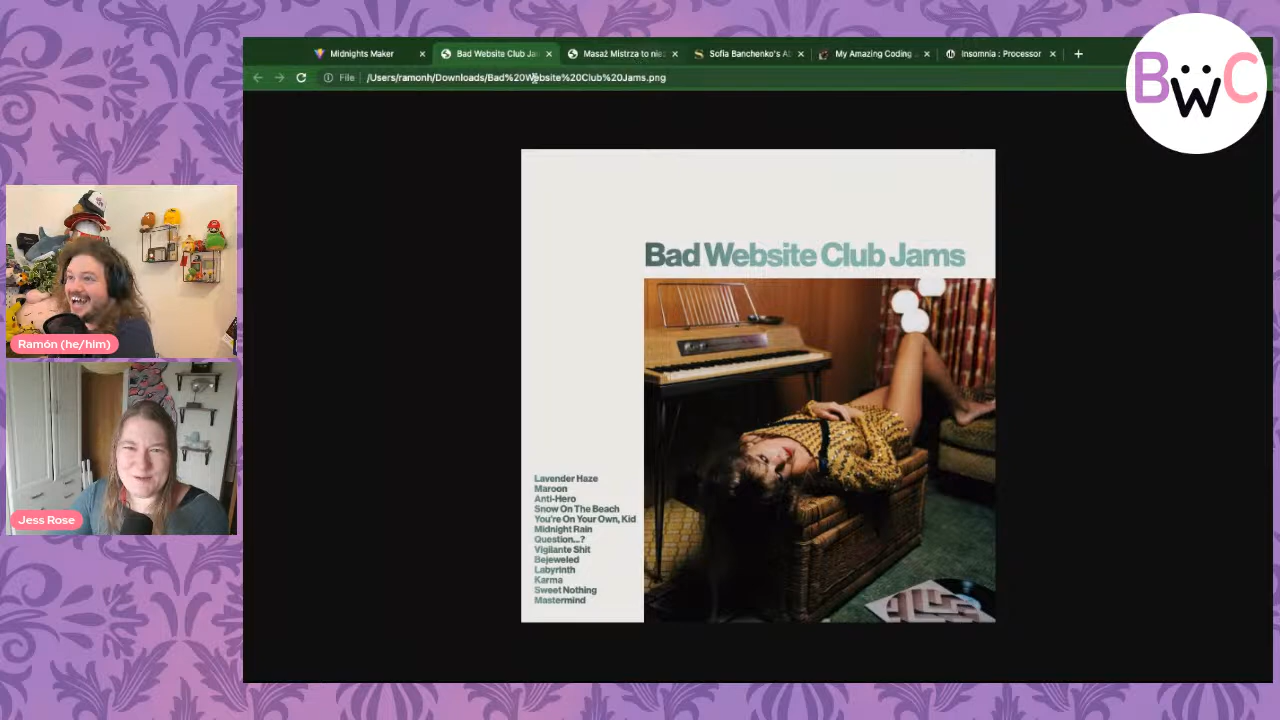 Midnights Maker
Bad Website Club Ja
Masaż Mistrza to nie
Sofia Banchenko's A
My Amazing Coding
Insomnia : Processor
File
/Users/ramonh/Downloads/Bad%20Website%20Club%20Jams.png
BWC
Bad Website Club Jams
Ramón (he/him)
Jess Rose
Lavender Haze
Maroon
Anti-Hero
Snow On The Beach
You're On Your Own, Kid
Midnight Rain
Question...?
Vigilante Shit
Bejeweled
Labyrinth
Karma
Sweet Nothing
Mastermind